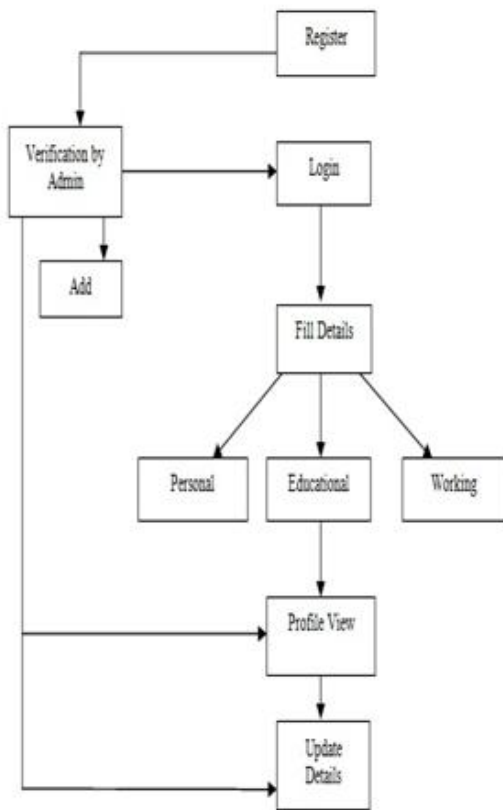 Register
Verification by
Admin
Login
Add
Fill Details
Personal
Educational
Working
Profile View
Update
Details